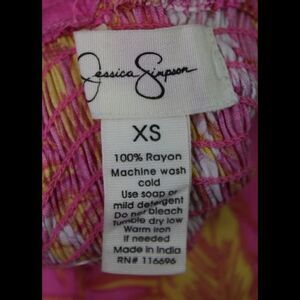 Jessica Simpson
XS
100% Rayon
Machine wash
cold
Use soap or
mild detergent
Do not bleach
Tumble dry low
Warm iron
if needed
Made in India
RN# 116696